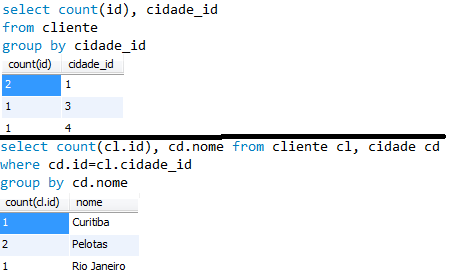 select count(id), cidade_id
from cliente
group by cidade_id
count(id) cidade_id
2 1
1 3
1 4
select count(cl.id), cd.nome from cliente cl, cidade cd
where cd.id=cl.cidade_id
group by cd.nome
count(cl.id) nome
1 Curitiba
2 Pelotas
1 Rio Janeiro